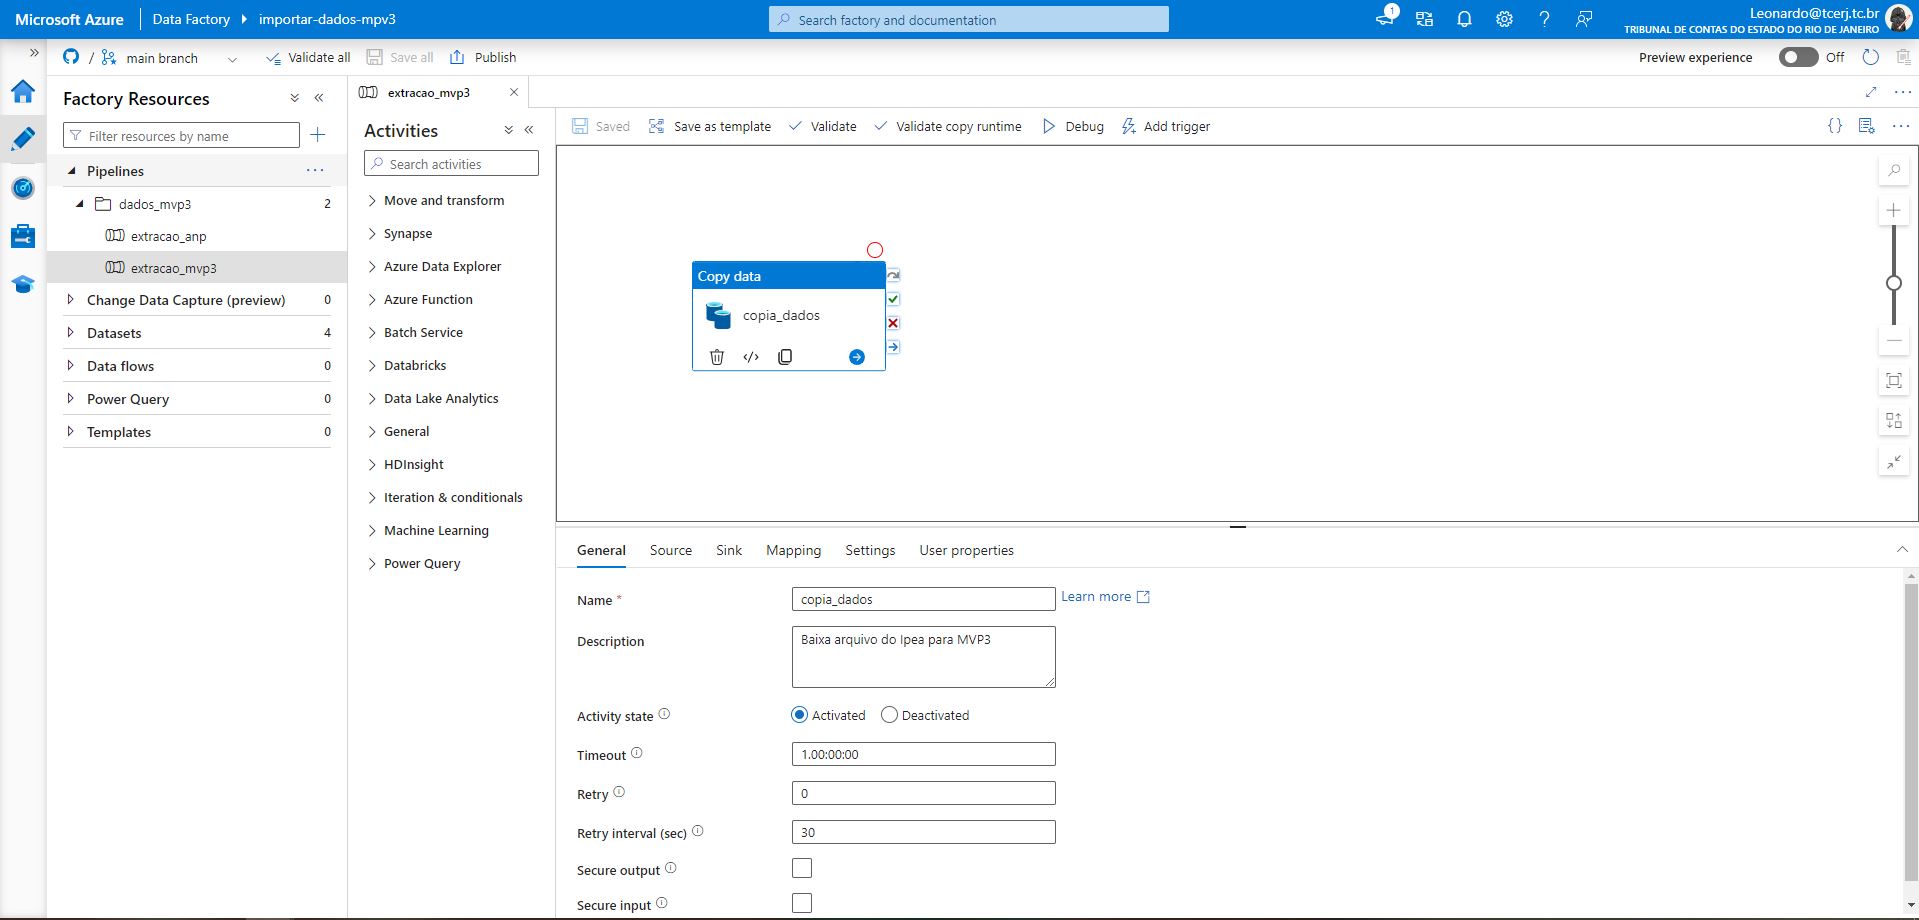 Microsoft Azure
Data Factory
importar-dados-mpv3
Search factory and documentation
1
Leonardo@tcerj.tc.br
TRIBUNAL DE CONTAS DO ESTADO DO RIO DE JANEIRO
/ main branch
Validate all
Save all
Publish
Preview experience
Off
Factory Resources
Filter resources by name
Pipelines
dados_mvp3 2
extracao_anp
extracao_mvp3
Change Data Capture (preview) 0
Datasets 4
Data flows 0
Power Query 0
Templates 0
extracao_mvp3
Activities
Search activities
Move and transform
Synapse
Azure Data Explorer
Azure Function
Batch Service
Databricks
Data Lake Analytics
General
HDInsight
Iteration & conditionals
Machine Learning
Power Query
Saved
Save as template
Validate
Validate copy runtime
Debug
Add trigger
Copy data
copia_dados
General
Source
Sink
Mapping
Settings
User properties
Name *
copia_dados
Learn more
Description
Baixa arquivo do Ipea para MVP3
Activity state
Activated
Deactivated
Timeout
1.00:00:00
Retry
0
Retry interval (sec)
30
Secure output
Secure input